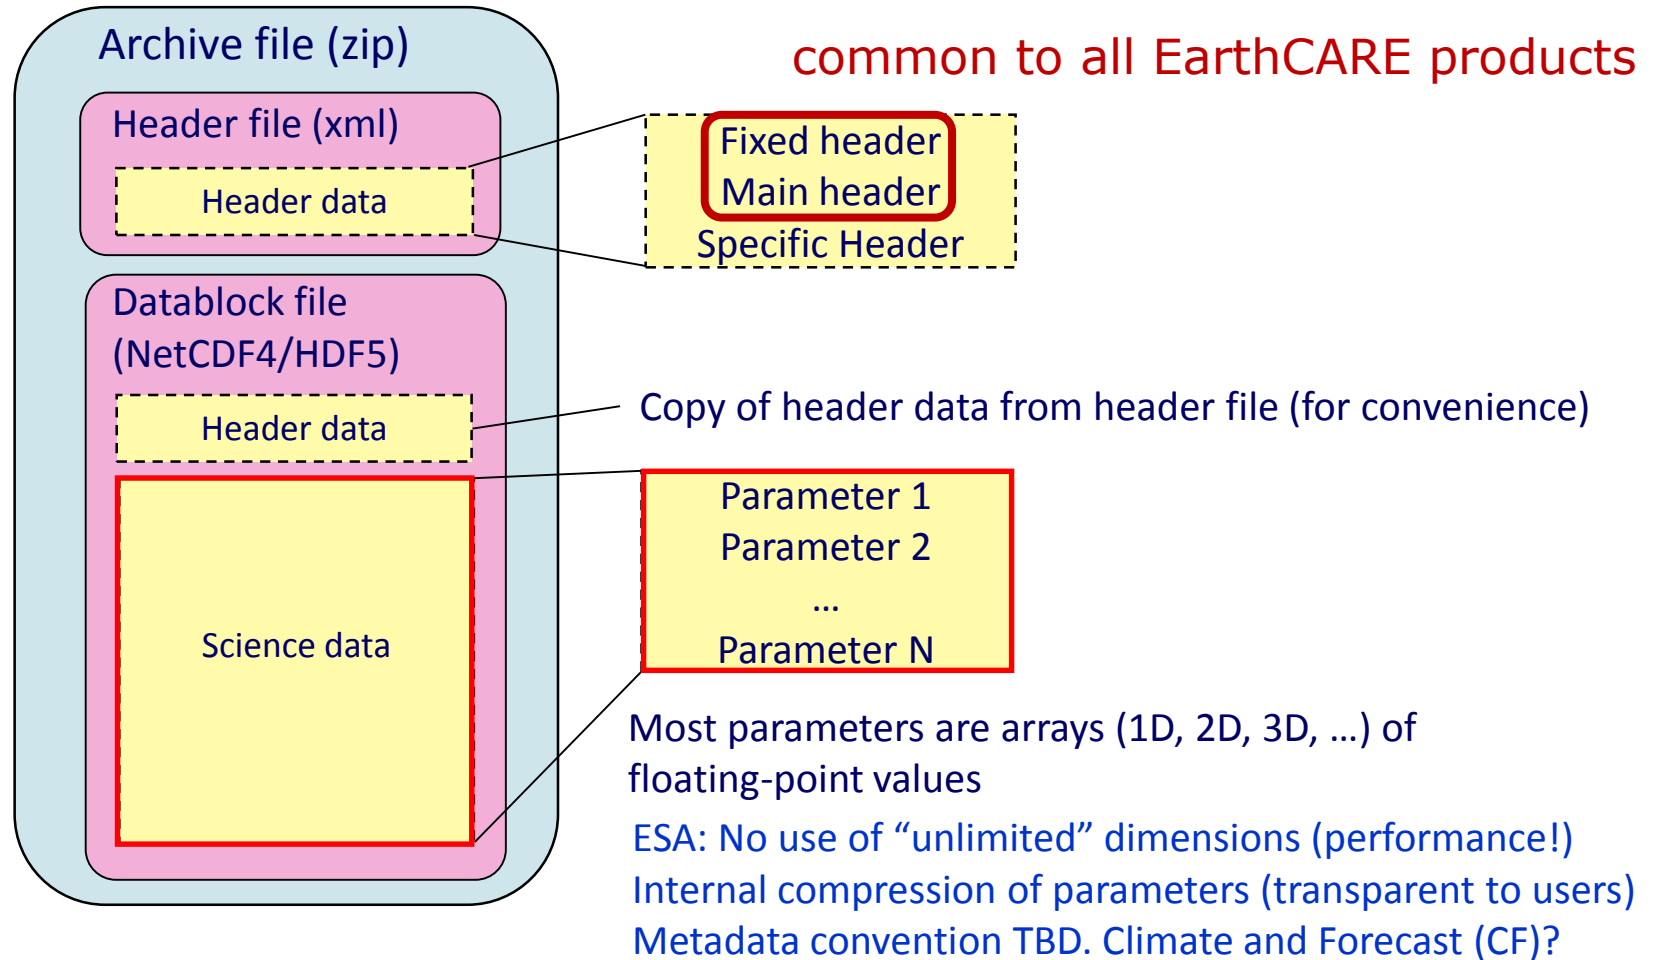 Archive file (zip)
common to all EarthCARE products
Header file (xml)
Header data
Fixed header
Main header
Specific Header
Datablock file
(NetCDF4/HDF5)
Header data
Copy of header data from header file (for convenience)
Science data
Parameter 1
Parameter 2
...
Parameter N
Most parameters are arrays (1D, 2D, 3D, ...) of
floating-point values
ESA: No use of “unlimited” dimensions (performance!)
Internal compression of parameters (transparent to users)
Metadata convention TBD. Climate and Forecast (CF)?